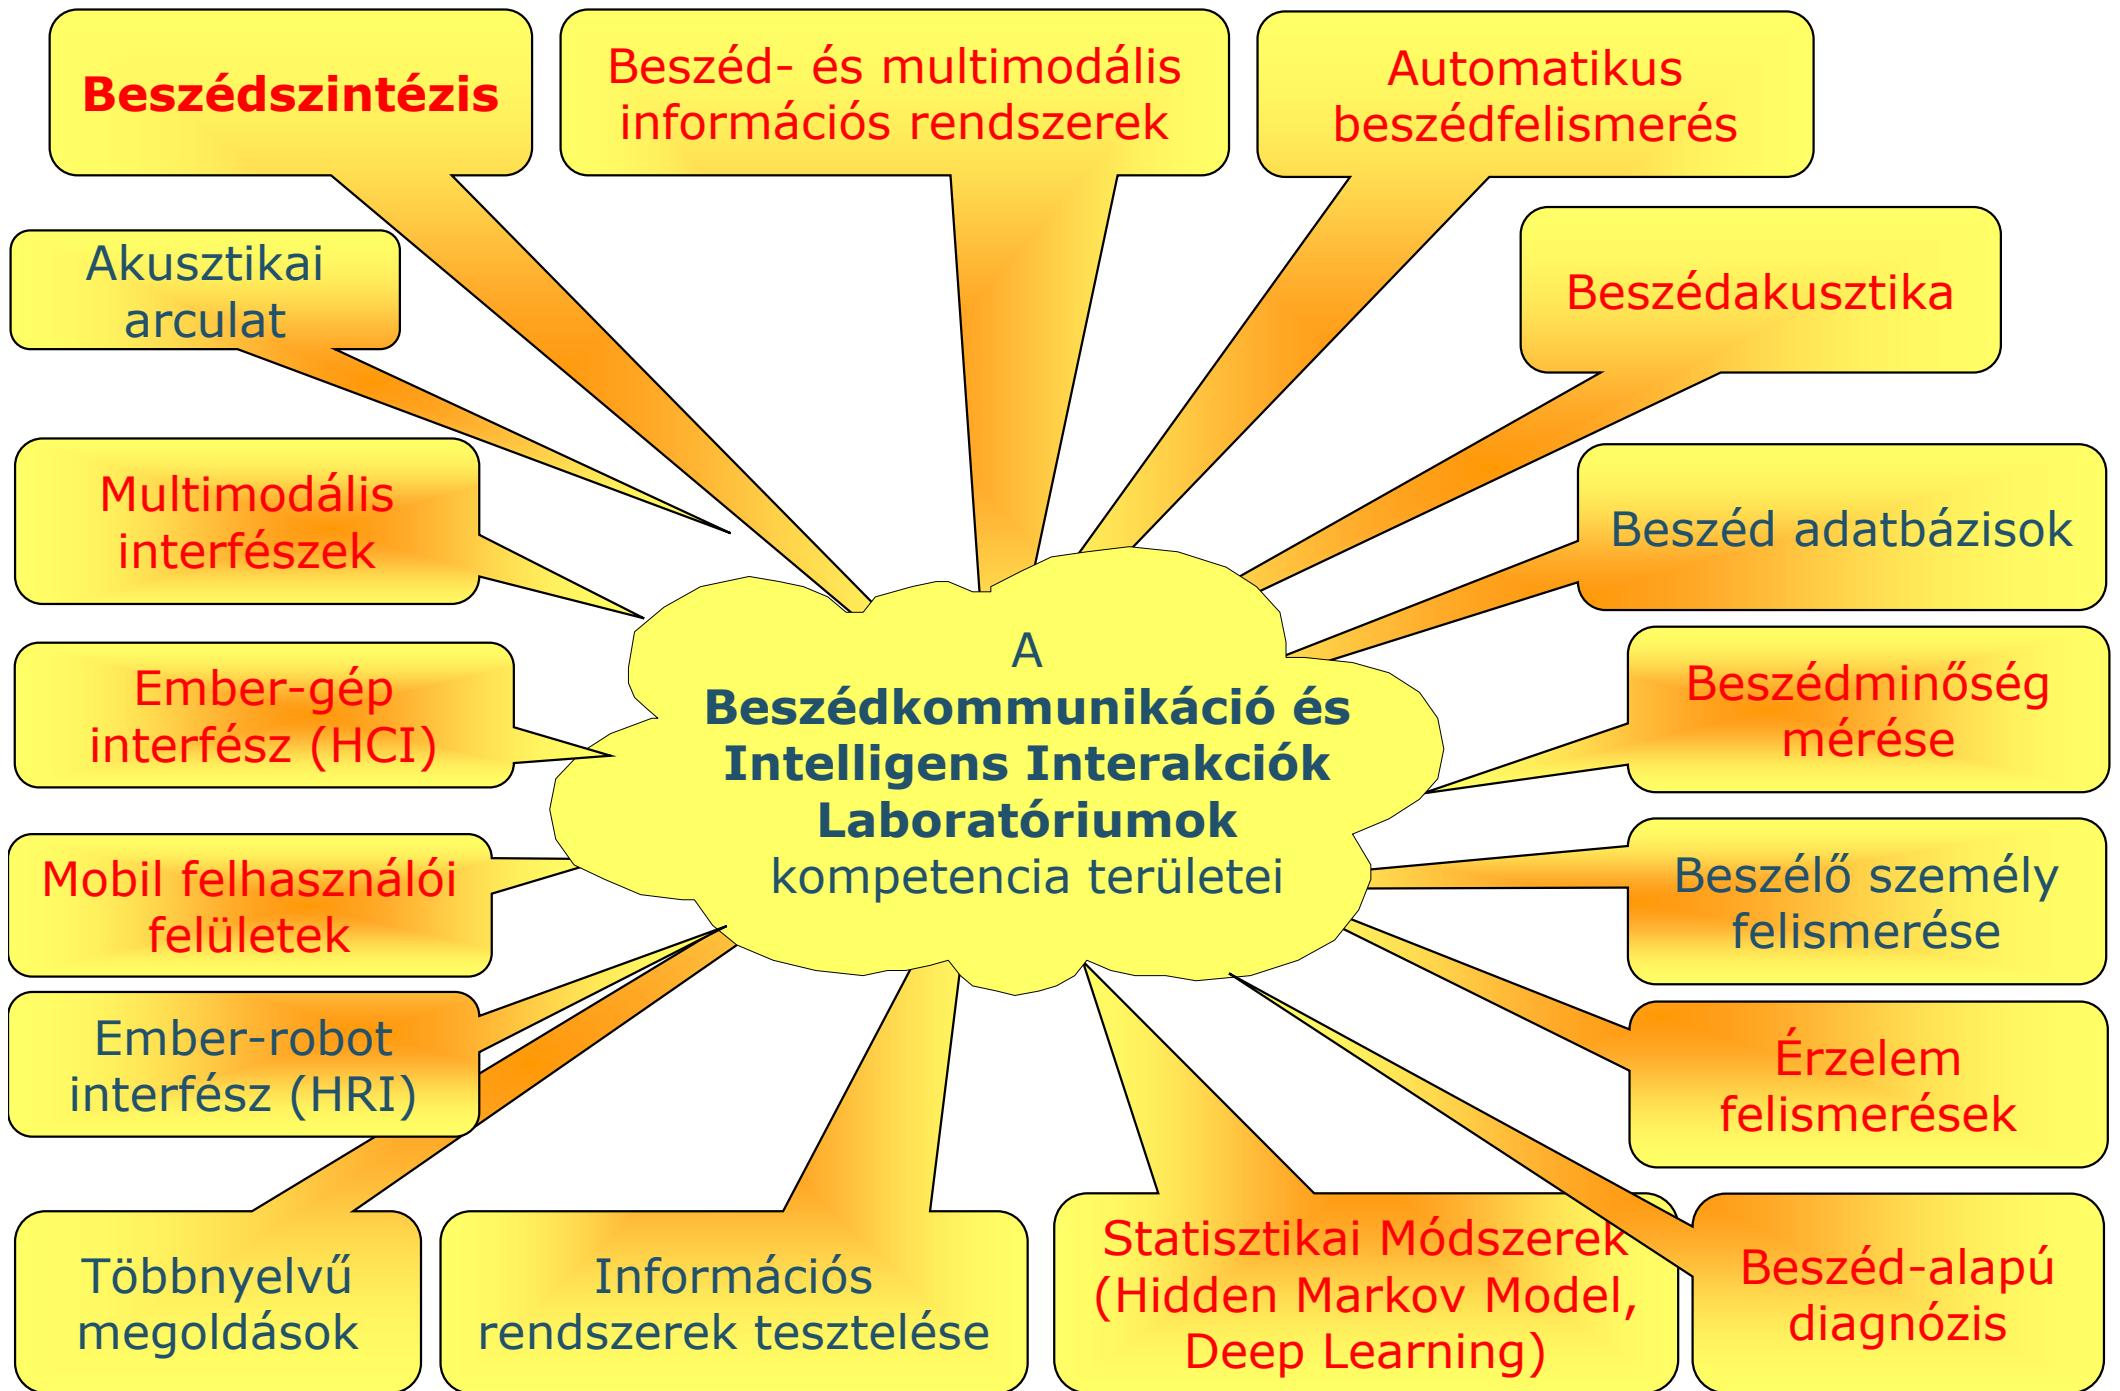 Beszédszintézis
Beszéd- és multimodális
információs rendszerek
Automatikus
beszédfelismerés
Akusztikai
arculat
Beszédakusztika
Multimodális
interfészek
Beszéd adatbázisok
Ember-gép
interfész (HCI)
A
Beszédkommunikáció és
Intelligens Interakciók
Laboratóriumok
kompetencia területei
Beszédminőség
mérése
Mobil felhasználói
felületek
Beszélő személy
felismerése
Ember-robot
interfész (HRI)
Érzelem
felismerések
Többnyelvű
megoldások
Információs
rendszerek tesztelése
Statisztikai Módszerek
(Hidden Markov Model,
Deep Learning)
Beszéd-alapú
diagnózis